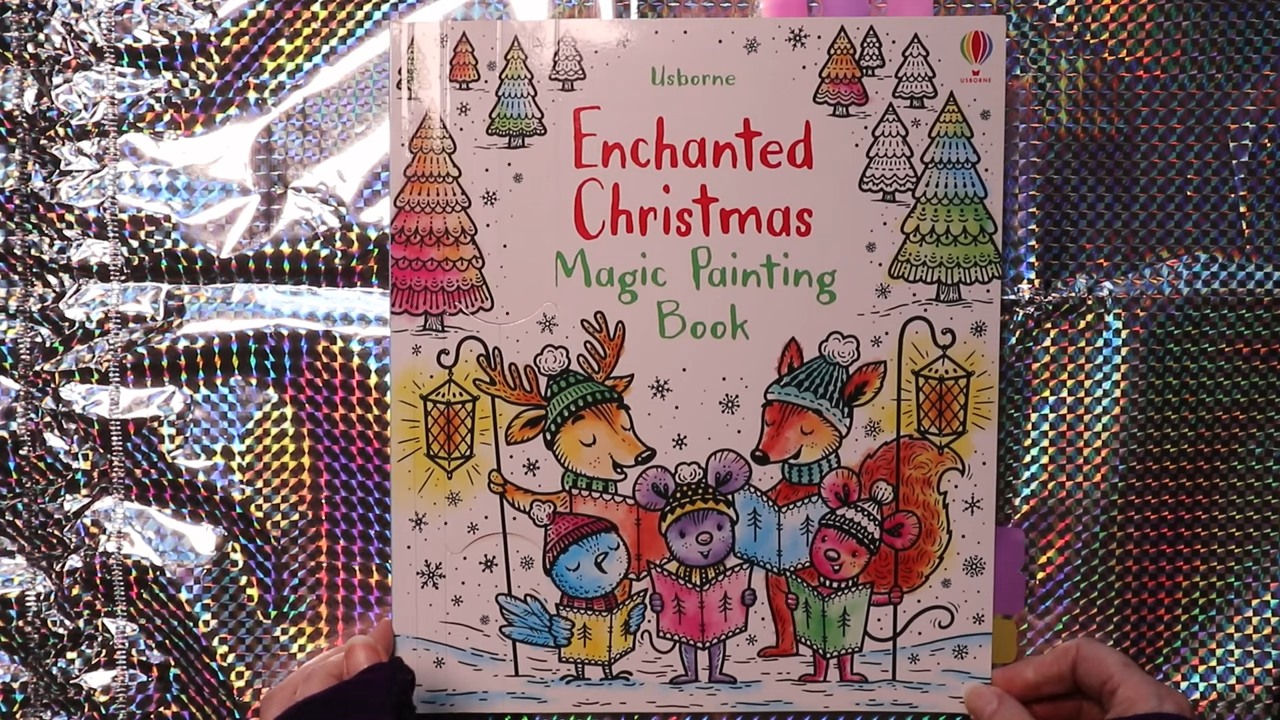 Usborne
USBORNE
Enchanted
Christmas
Magic Painting
Book